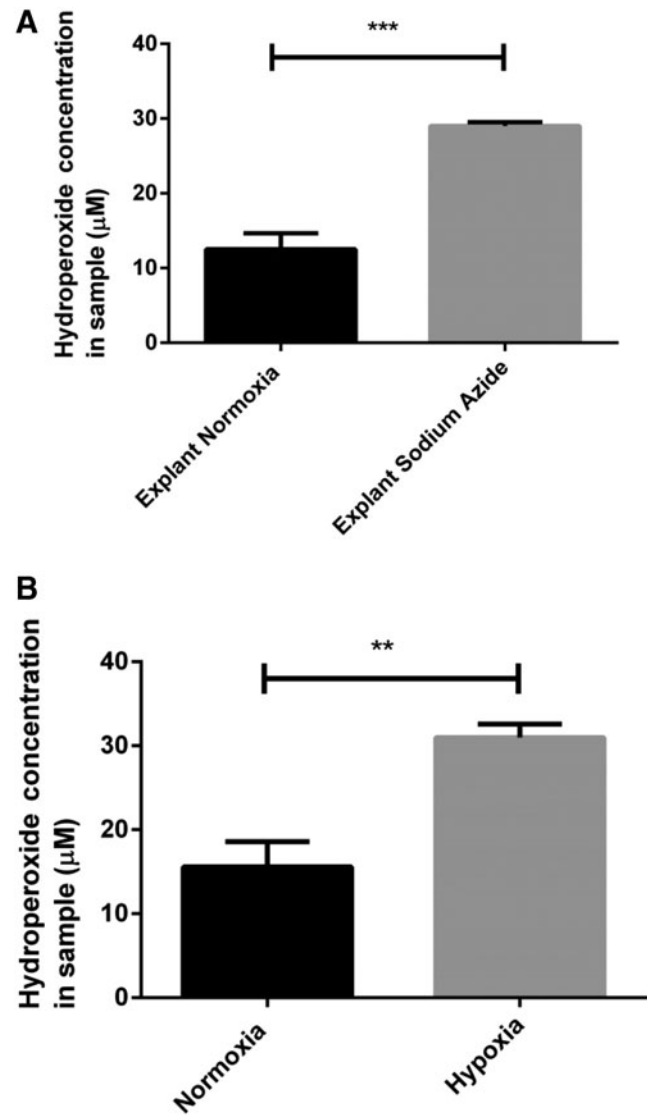 A
***
40
30
20
10
0
Hydroperoxide concentration
in sample (μM)
Explant Normoxia
Explant Sodium Azide
B
**
40
30
20
10
0
Hydroperoxide concentration
in sample (μM)
Normoxia
Hypoxia